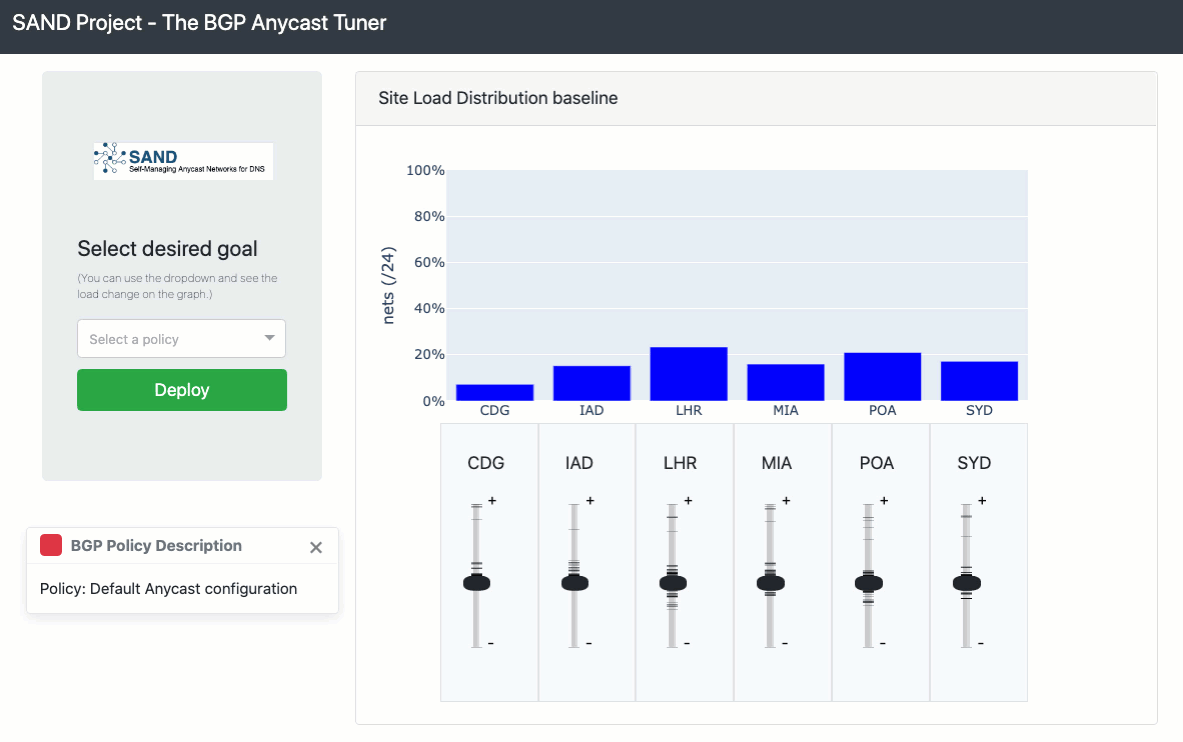 SAND Project - The BGP Anycast Tuner
SAND
Self-Managing Anycast Networks for DNS
Select desired goal
(You can use the dropdown and see the
load change on the graph.)
Select a policy
Deploy
BGP Policy Description
Policy: Default Anycast configuration
Site Load Distribution baseline
nets (/24)
100%
80%
60%
40%
20%
0%
CDG IAD LHR MIA POA SYD
CDG IAD LHR MIA POA SYD
+ + + + + +
- - - - - -